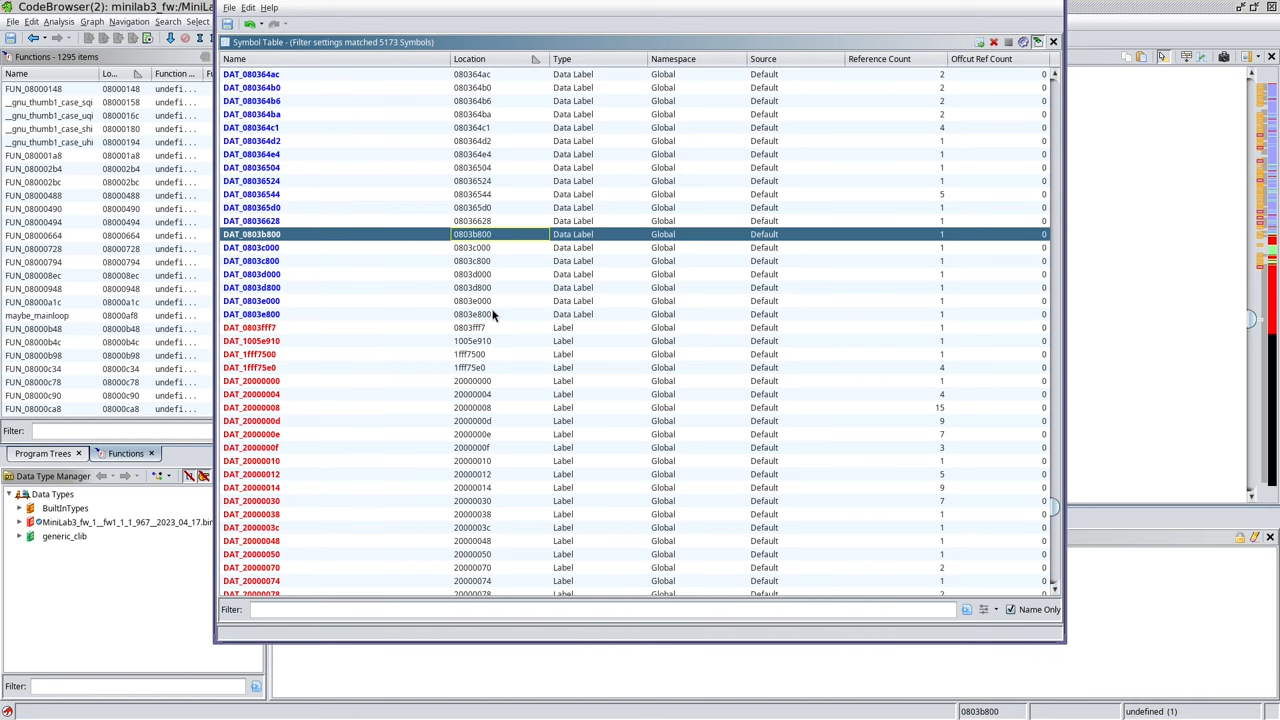 CodeBrowser(2): minilab3_fw:/MiniLa
File Edit Analysis Graph Navigation Search Select
Functions - 1295 items
Name Lo... Function ... Fu
FUN_08000148 08000148 undefi...
__gnu_thumb1_case_sqi 08000158 undefi...
__gnu_thumb1_case_uqi 0800016c undefi...
__gnu_thumb1_case_shi 08000180 undefi...
__gnu_thumb1_case_uhi 08000194 undefi...
FUN_080001a8 080001a8 undefi...
FUN_080002b4 080002b4 undefi...
FUN_080002bc 080002bc undefi...
FUN_08000488 08000488 undefi...
FUN_08000490 08000490 undefi...
FUN_08000494 08000494 undefi...
FUN_08000664 08000664 undefi...
FUN_08000728 08000728 undefi...
FUN_08000794 08000794 undefi...
FUN_080008ec 080008ec undefi...
FUN_08000a1c 08000a1c undefi...
maybe_mainloop 08000af8 undefi...
FUN_08000b48 08000b48 undefi...
FUN_08000b4c 08000b4c undefi...
FUN_08000b98 08000b98 undefi...
FUN_08000c34 08000c34 undefi...
FUN_08000c78 08000c78 undefi...
FUN_08000c90 08000c90 undefi...
FUN_08000ca8 08000ca8 undefi...
Filter:
Program Trees × Functions ×
Data Type Manager
Data Types
BuiltInTypes
MiniLab3_fw_1__fw1_1_1_967__2023_04_17.bin
generic_clib
Filter:
File Edit Help
Symbol Table - (Filter settings matched 5173 Symbols)
Name Location Type Namespace Source Reference Count Offcut Ref Count
DAT_080364ac 080364ac Data Label Global Default 2 0
DAT_080364b0 080364b0 Data Label Global Default 2 0
DAT_080364b6 080364b6 Data Label Global Default 2 0
DAT_080364ba 080364ba Data Label Global Default 2 0
DAT_080364c1 080364c1 Data Label Global Default 4 0
DAT_080364d2 080364d2 Data Label Global Default 1 0
DAT_080364e4 080364e4 Data Label Global Default 1 0
DAT_08036504 08036504 Data Label Global Default 1 0
DAT_08036524 08036524 Data Label Global Default 1 0
DAT_08036544 08036544 Data Label Global Default 5 0
DAT_080365d0 080365d0 Data Label Global Default 1 0
DAT_08036628 08036628 Data Label Global Default 1 0
DAT_0803b800 0803b800 Data Label Global Default 1 0
DAT_0803c000 0803c000 Data Label Global Default 1 0
DAT_0803c800 0803c800 Data Label Global Default 1 0
DAT_0803d000 0803d000 Data Label Global Default 1 0
DAT_0803d800 0803d800 Data Label Global Default 1 0
DAT_0803e000 0803e000 Data Label Global Default 1 0
DAT_0803e800 0803e800 Data Label Global Default 1 0
DAT_0803fff7 0803fff7 Label Global Default 1 0
DAT_1005e910 1005e910 Label Global Default 1 0
DAT_1fff7500 1fff7500 Label Global Default 1 0
DAT_1fff75e0 1fff75e0 Label Global Default 4 0
DAT_20000000 20000000 Label Global Default 1 0
DAT_20000004 20000004 Label Global Default 4 0
DAT_20000008 20000008 Label Global Default 15 0
DAT_2000000d 2000000d Label Global Default 9 0
DAT_2000000e 2000000e Label Global Default 7 0
DAT_2000000f 2000000f Label Global Default 3 0
DAT_20000010 20000010 Label Global Default 1 0
DAT_20000012 20000012 Label Global Default 5 0
DAT_20000014 20000014 Label Global Default 9 0
DAT_20000030 20000030 Label Global Default 7 0
DAT_20000038 20000038 Label Global Default 1 0
DAT_2000003c 2000003c Label Global Default 1 0
DAT_20000048 20000048 Label Global Default 1 0
DAT_20000050 20000050 Label Global Default 1 0
DAT_20000070 20000070 Label Global Default 2 0
DAT_20000074 20000074 Label Global Default 1 0
DAT_20000078 20000078 Label Global Default 2 0
Filter: Name Only
0803b800 undefined (1)